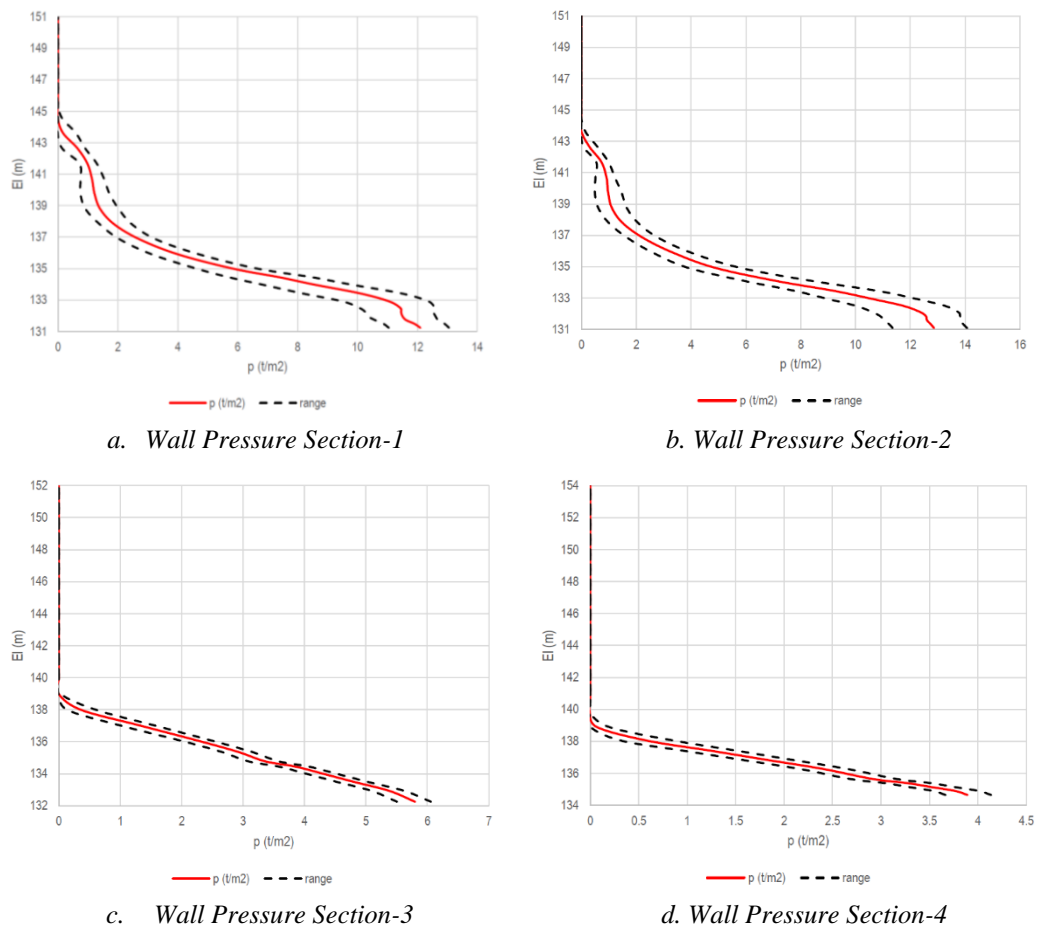 151
149
147
145
143
141
139
137
135
133
131
El (m)
0 2 4 6 8 10 12 14
p (t/m2)
p (t/m2) range
a. Wall Pressure Section-1
151
149
147
145
143
141
139
137
135
133
131
El (m)
0 2 4 6 8 10 12 14 16
p (t/m2)
p (t/m2) range
b. Wall Pressure Section-2
152
150
148
146
144
142
140
138
136
134
132
El (m)
0 1 2 3 4 5 6 7
p (t/m2)
p (t/m2) range
c. Wall Pressure Section-3
154
152
150
148
146
144
142
140
138
136
134
El (m)
0 0.5 1 1.5 2 2.5 3 3.5 4 4.5
p (t/m2)
p (t/m2) range
d. Wall Pressure Section-4